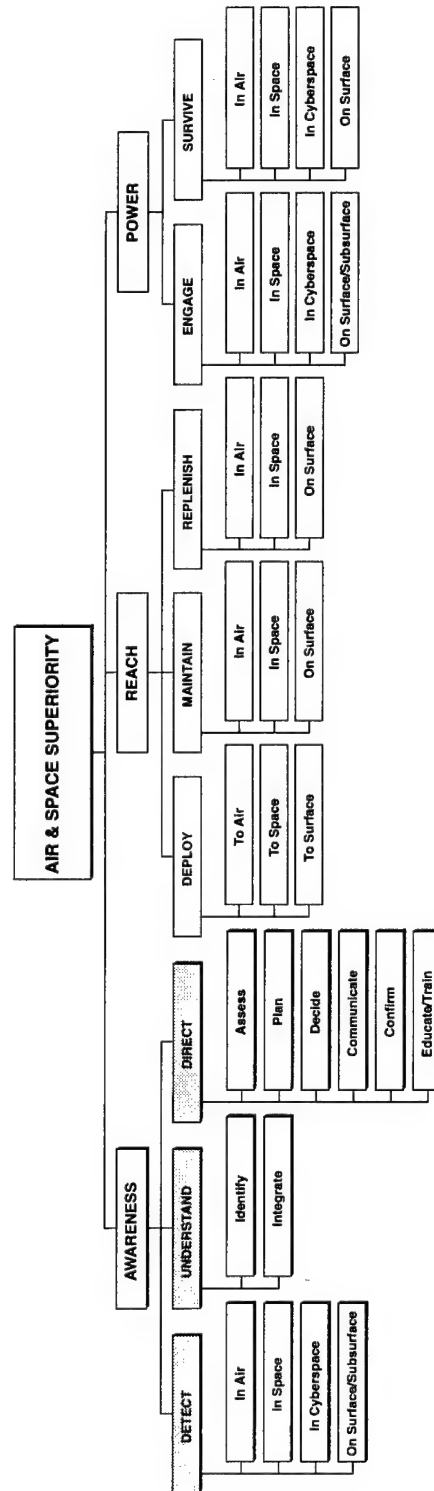 AIR & SPACE SUPERIORITY
AWARENESS
REACH
POWER
DETECT
UNDERSTAND
DIRECT
DEPLOY
MAINTAIN
REPLENISH
ENGAGE
SURVIVE
In Air
In Space
In Cyberspace
On Surface/Subsurface
Identify
Integrate
Assess
Plan
Decide
Communicate
Confirm
Educate/Train
To Air
To Space
To Surface
In Air
In Space
On Surface
In Air
In Space
On Surface
In Air
In Space
In Cyberspace
On Surface/Subsurface
In Air
In Space
In Cyberspace
On Surface